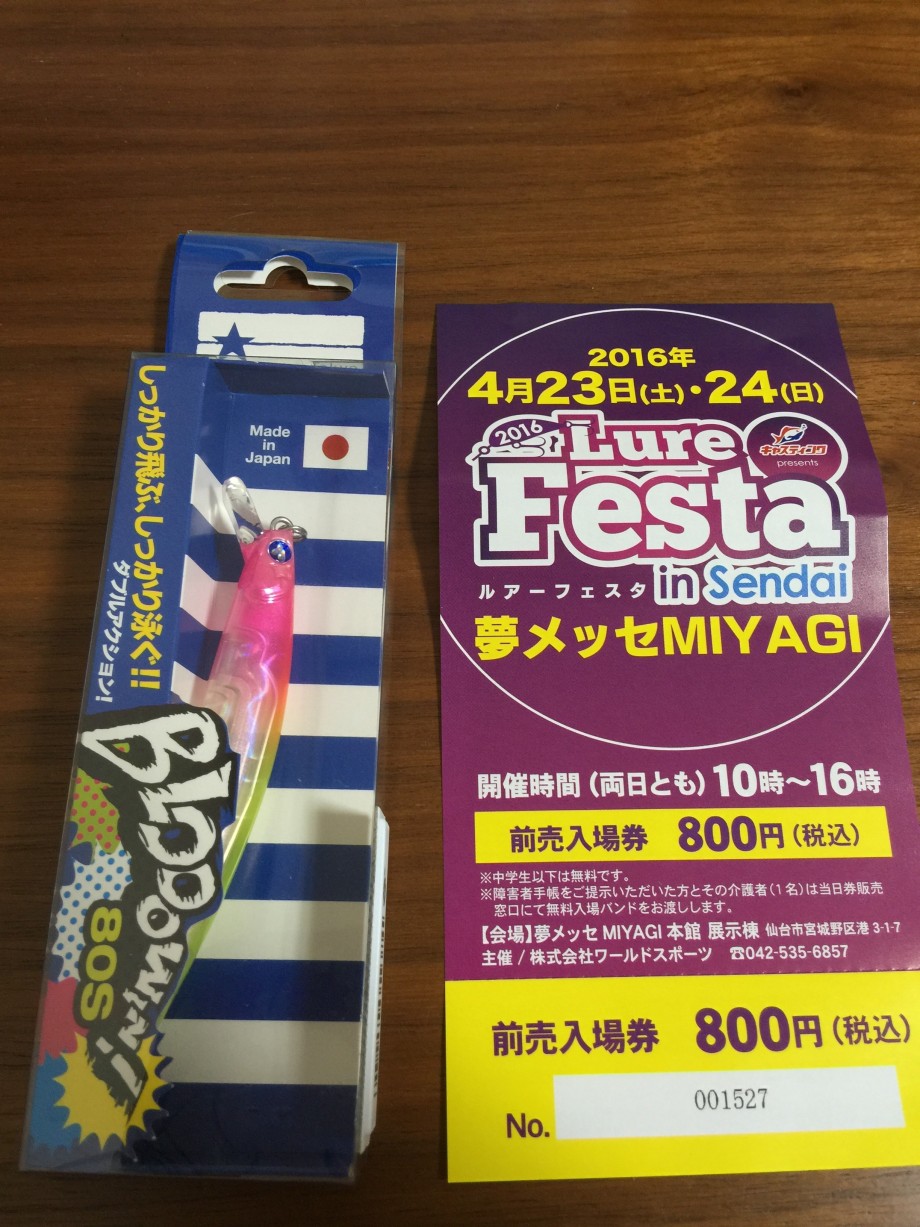 Made
in
Japan
しっかり飛ぶ、しっかり泳ぐ!!
ダブルアクション!
BLOOOWIN!
80S
2016年
4月23日(土)・24(日)
2016
Lure
Festa
キャスティング
presents
ルアーフェスタ in Sendai
夢メッセMIYAGI
開催時間(両日とも)10時〜16時
前売入場券 800円(税込)
※中学生以下は無料です。
※障害者手帳をご提示いただいた方とその介護者(1名)は当日券販売
窓口にて無料入場バンドをお渡しします。
【会場】夢メッセ MIYAGI 本館 展示棟 仙台市宮城野区港 3-1-7
主催 / 株式会社ワールドスポーツ ☎042-535-6857
前売入場券 800円(税込)
No. 001527